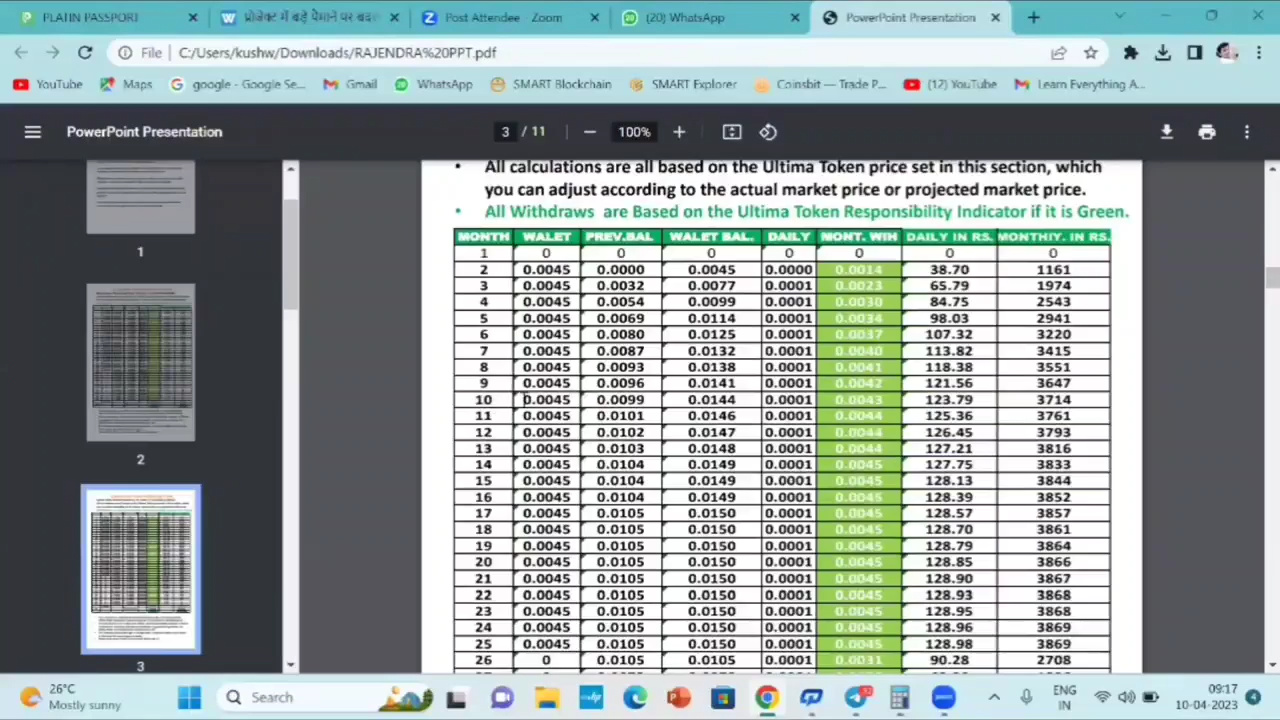 PLATIN PASSPORT
प्रोजेक्ट में बड़े पैमाने पर बदल
Post Attendee - Zoom
(20) WhatsApp
PowerPoint Presentation
File C:/Users/kushw/Downloads/RAJENDRA%20PPT.pdf
YouTube Maps google - Google Se... Gmail WhatsApp SMART Blockchain SMART Explorer Coinsbit — Trade P... (12) YouTube Learn Everything A...
PowerPoint Presentation 3 / 11 100%
• All calculations are all based on the Ultima Token price set in this section, which
you can adjust according to the actual market price or projected market price.
• All Withdraws are Based on the Ultima Token Responsibility Indicator if it is Green.
MONTH WALET PREV.BAL WALET BAL. DAILY MONT. WIH DAILY IN RS. MONTHIY. IN RS.
1 0 0 0 0 0 0 0
2 0.0045 0.0000 0.0045 0.0000 0.0014 38.70 1161
3 0.0045 0.0032 0.0077 0.0001 0.0023 65.79 1974
4 0.0045 0.0054 0.0099 0.0001 0.0030 84.75 2543
5 0.0045 0.0069 0.0114 0.0001 0.0034 98.03 2941
6 0.0045 0.0080 0.0125 0.0001 0.0037 107.32 3220
7 0.0045 0.0087 0.0132 0.0001 0.0040 113.82 3415
8 0.0045 0.0093 0.0138 0.0001 0.0041 118.38 3551
9 0.0045 0.0096 0.0141 0.0001 0.0042 121.56 3647
10 0.0045 0.0099 0.0144 0.0001 0.0043 123.79 3714
11 0.0045 0.0101 0.0146 0.0001 0.0044 125.36 3761
12 0.0045 0.0102 0.0147 0.0001 0.0044 126.45 3793
13 0.0045 0.0103 0.0148 0.0001 0.0044 127.21 3816
14 0.0045 0.0104 0.0149 0.0001 0.0045 127.75 3833
15 0.0045 0.0104 0.0149 0.0001 0.0045 128.13 3844
16 0.0045 0.0104 0.0149 0.0001 0.0045 128.39 3852
17 0.0045 0.0105 0.0150 0.0001 0.0045 128.57 3857
18 0.0045 0.0105 0.0150 0.0001 0.0045 128.70 3861
19 0.0045 0.0105 0.0150 0.0001 0.0045 128.79 3864
20 0.0045 0.0105 0.0150 0.0001 0.0045 128.85 3866
21 0.0045 0.0105 0.0150 0.0001 0.0045 128.90 3867
22 0.0045 0.0105 0.0150 0.0001 0.0045 128.93 3868
23 0.0045 0.0105 0.0150 0.0001 0.0045 128.95 3868
24 0.0045 0.0105 0.0150 0.0001 0.0045 128.96 3869
25 0.0045 0.0105 0.0150 0.0001 0.0045 128.98 3869
26 0 0.0105 0.0105 0.0001 0.0031 90.28 2708
1
2
3
26°C
Mostly sunny
Search
ENG
IN
09:17
10-04-2023